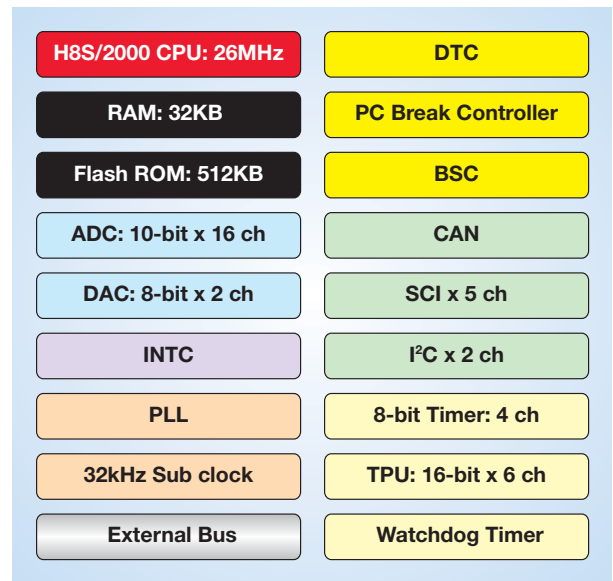 H8S/2000 CPU: 26MHz
DTC
RAM: 32KB
PC Break Controller
Flash ROM: 512KB
BSC
ADC: 10-bit x 16 ch
CAN
DAC: 8-bit x 2 ch
SCI x 5 ch
INTC
I²C x 2 ch
PLL
8-bit Timer: 4 ch
32kHz Sub clock
TPU: 16-bit x 6 ch
External Bus
Watchdog Timer